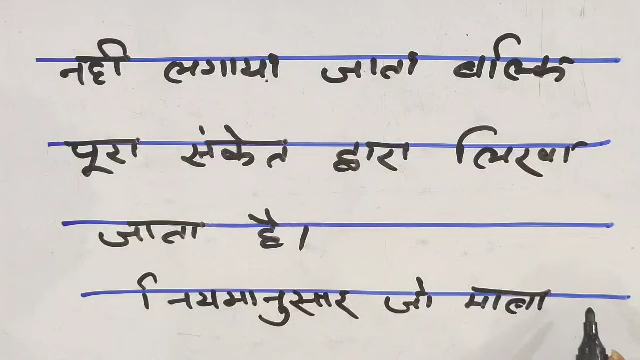 नही लगाया जाता बल्कि
पूरा संकेत द्वारा लिखा
जाता है।
नियमानुसार जो माला